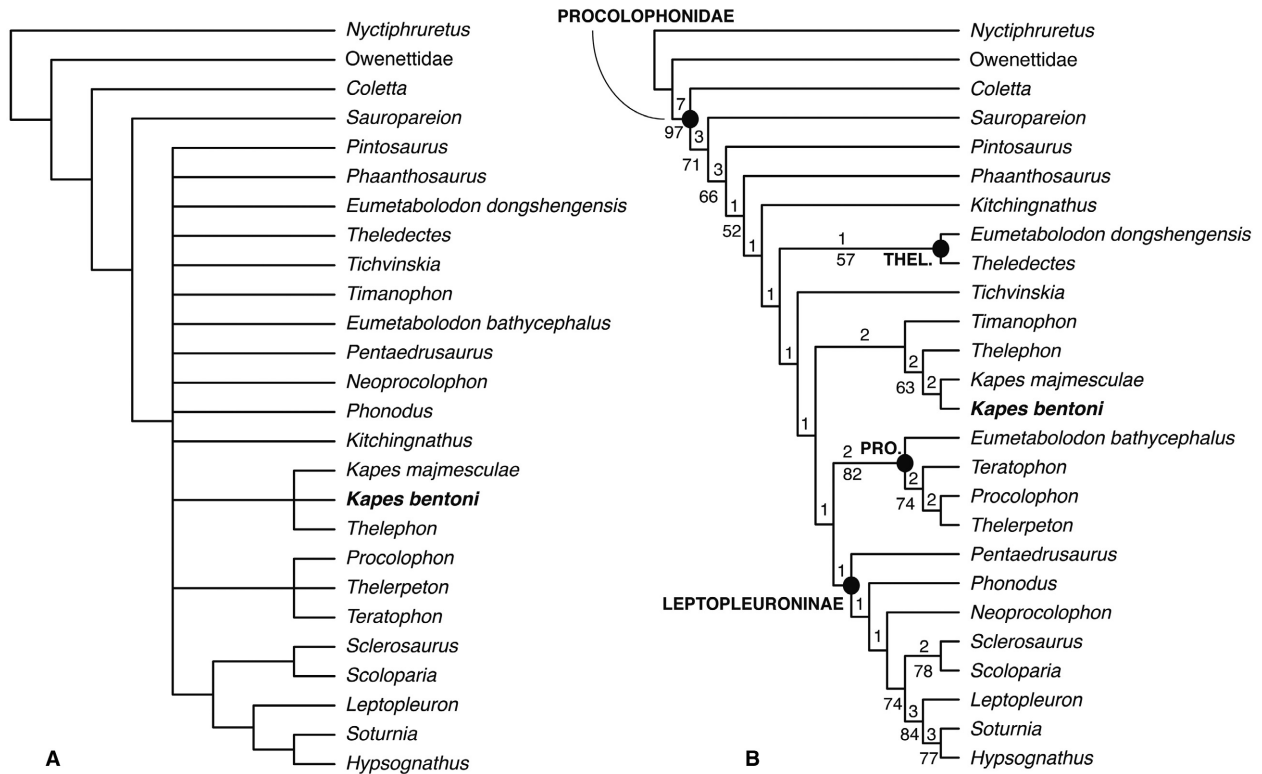 Nyctiphruretus
Owenettidae
Coletta
Sauropareion
Pintosaurus
Phaanthosaurus
Eumetabolodon dongshengensis
Theledectes
Tichvinskia
Timanophon
Eumetabolodon bathycephalus
Pentaedrusaurus
Neoprocolophon
Phonodus
Kitchingnathus
Kapes majmesculae
Kapes bentoni
Thelephon
Procolophon
Thelerpeton
Teratophon
Sclerosaurus
Scoloparia
Leptopleuron
Soturnia
Hypsognathus
A
PROCOLOPHONIDAE
Nyctiphruretus
Owenettidae
Coletta
7
97
Sauropareion
3
71
Pintosaurus
3
66
Phaanthosaurus
1
52
Kitchingnathus
1
Eumetabolodon dongshengensis
1
57
THEL.
Theledectes
1
Tichvinskia
1
Timanophon
2
Thelephon
2
63
Kapes majmesculae
2
Kapes bentoni
1
Eumetabolodon bathycephalus
2
PRO.
82
Teratophon
2
74
Procolophon
2
Thelerpeton
1
Pentaedrusaurus
1
LEPTOPLEURONINAE
Phonodus
1
Neoprocolophon
1
Sclerosaurus
2
78
Scoloparia
74
Leptopleuron
3
84
Soturnia
3
77
Hypsognathus
B